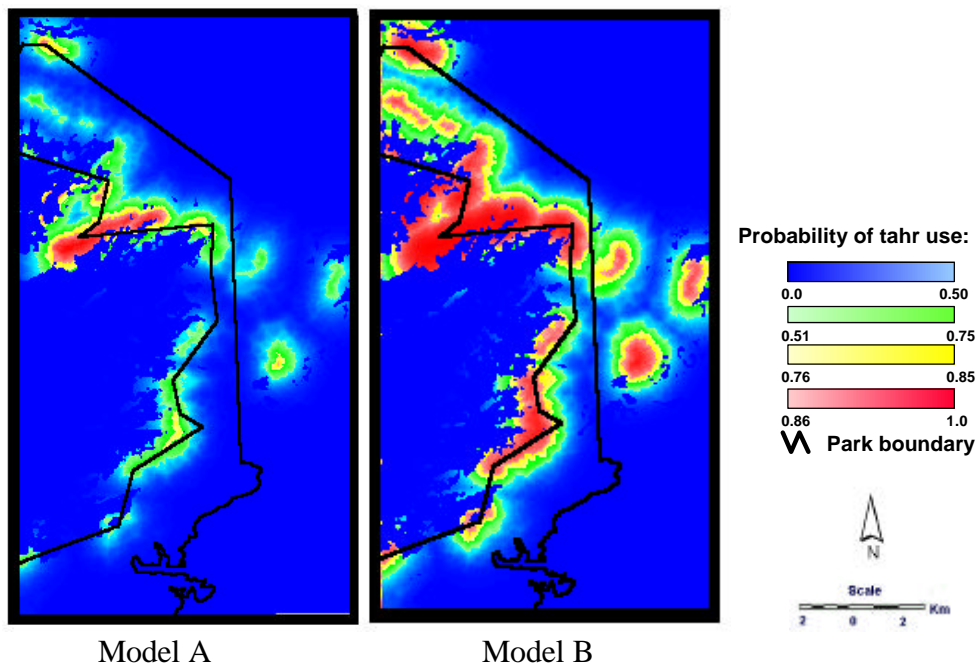 Probability of tahr use:
0.0 0.50
0.51 0.75
0.76 0.85
0.86 1.0
Park boundary
N
Scale
2 0 2 Km
Model A Model B